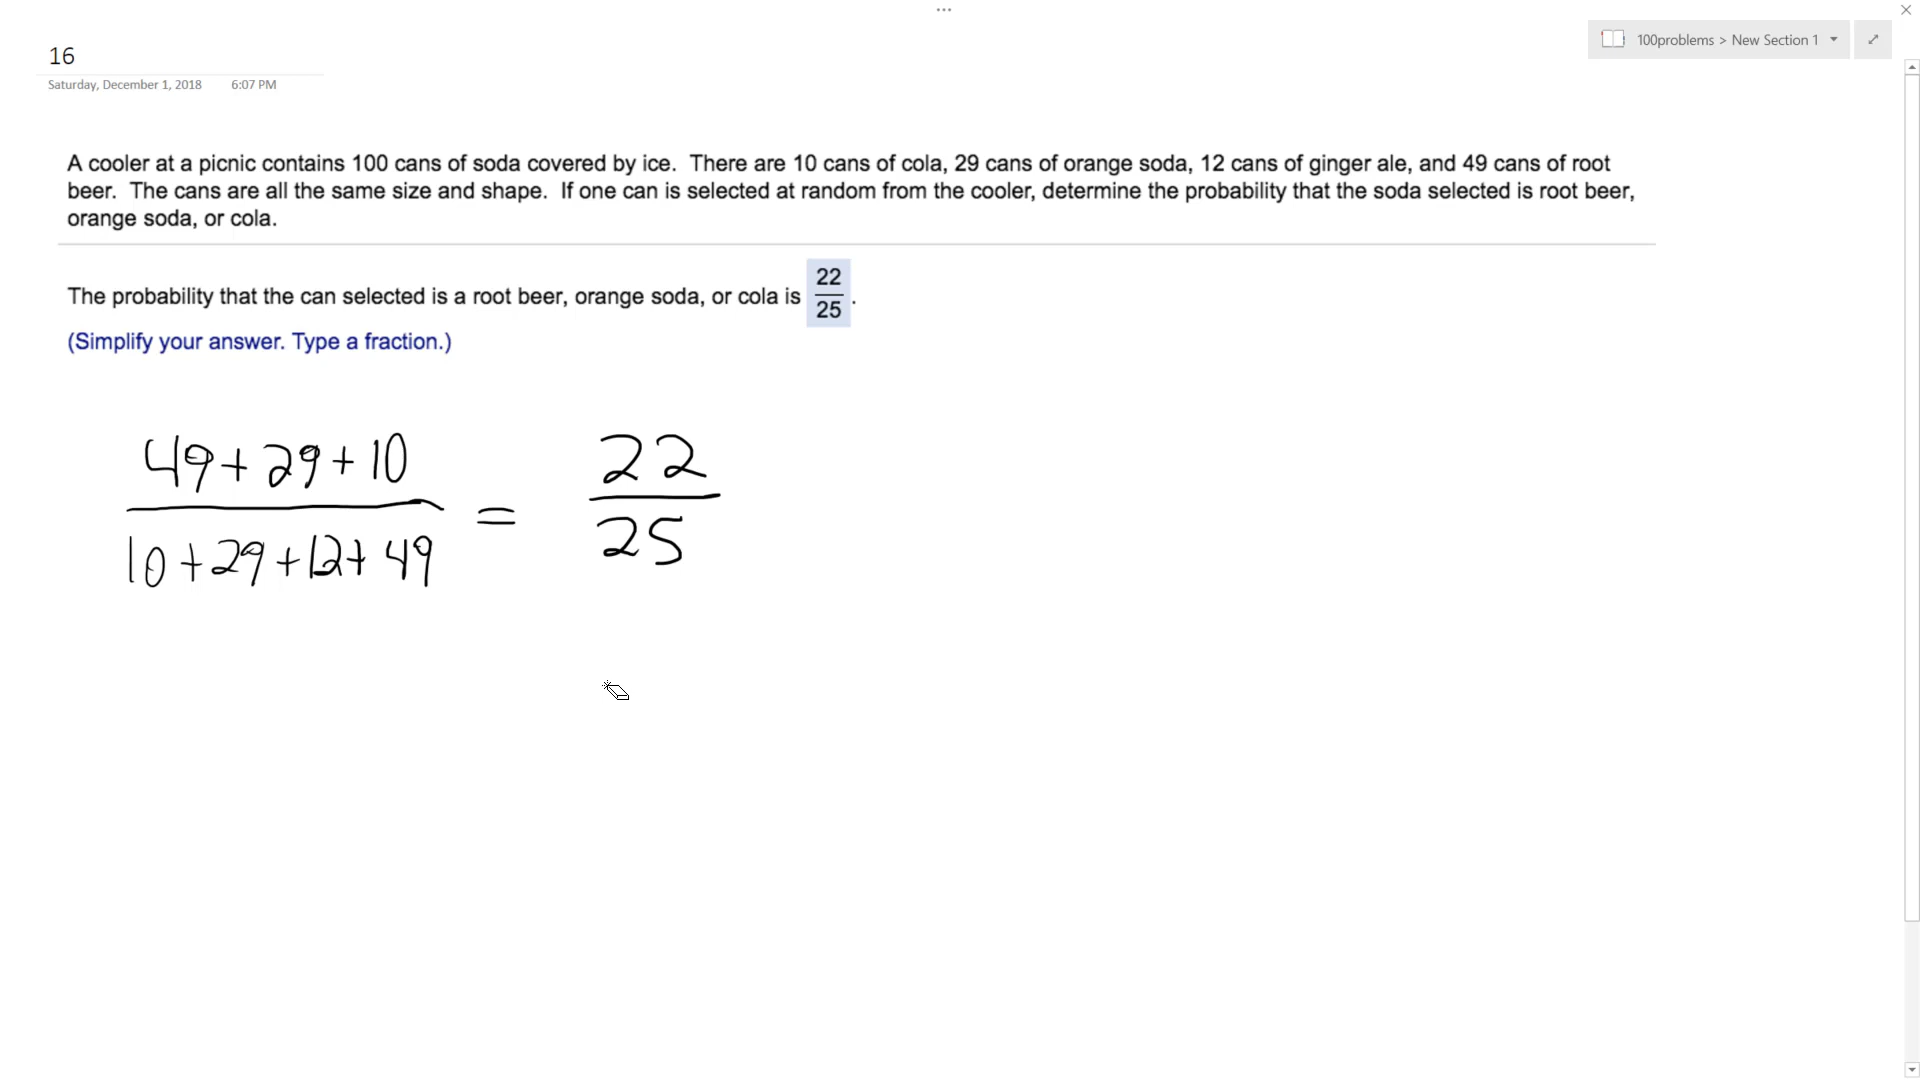 ...
100problems > New Section 1
16
Saturday, December 1, 2018 6:07 PM
A cooler at a picnic contains 100 cans of soda covered by ice. There are 10 cans of cola, 29 cans of orange soda, 12 cans of ginger ale, and 49 cans of root
beer. The cans are all the same size and shape. If one can is selected at random from the cooler, determine the probability that the soda selected is root beer,
orange soda, or cola.
The probability that the can selected is a root beer, orange soda, or cola is 22/25.
(Simplify your answer. Type a fraction.)
49+29+10
10+29+12+49
=
22
25